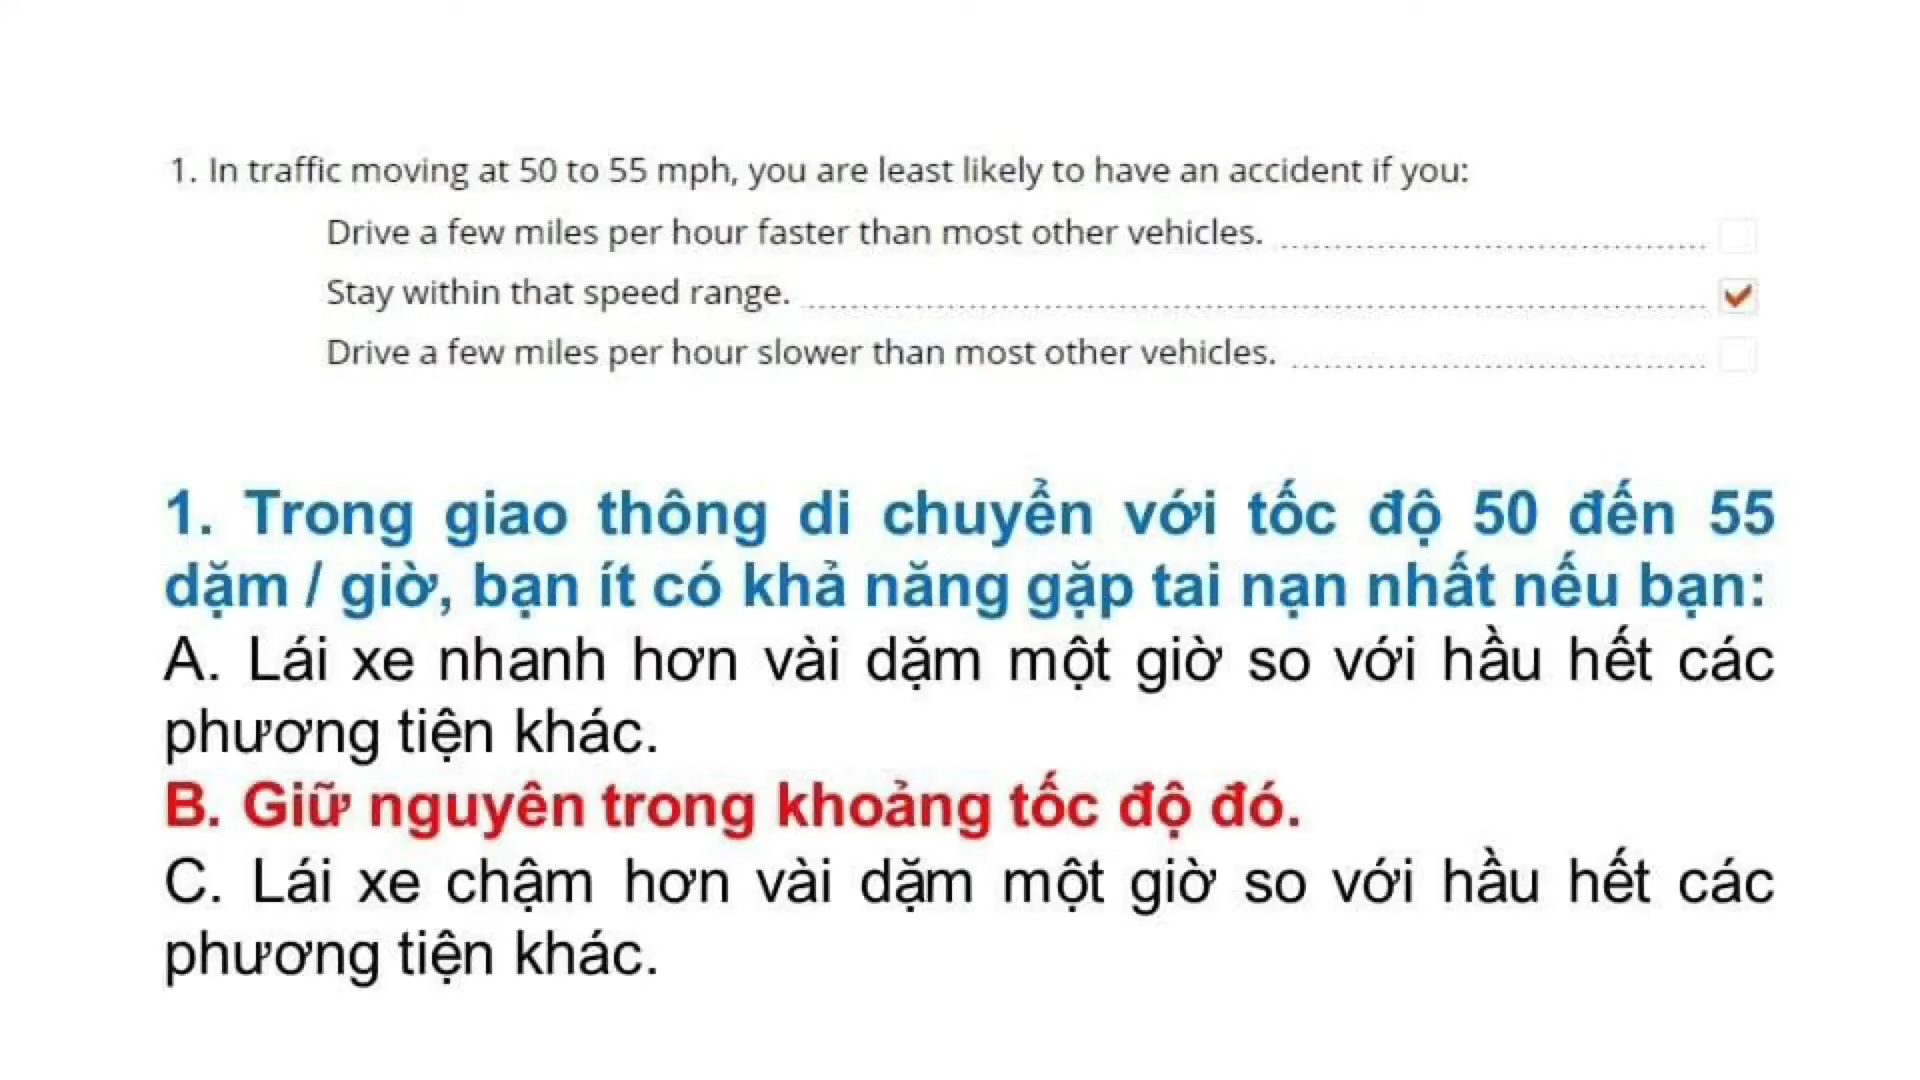 1. In traffic moving at 50 to 55 mph, you are least likely to have an accident if you:
Drive a few miles per hour faster than most other vehicles.
Stay within that speed range.
Drive a few miles per hour slower than most other vehicles.
1. Trong giao thông di chuyển với tốc độ 50 đến 55
dặm / giờ, bạn ít có khả năng gặp tai nạn nhất nếu bạn:
A. Lái xe nhanh hơn vài dặm một giờ so với hầu hết các
phương tiện khác.
B. Giữ nguyên trong khoảng tốc độ đó.
C. Lái xe chậm hơn vài dặm một giờ so với hầu hết các
phương tiện khác.